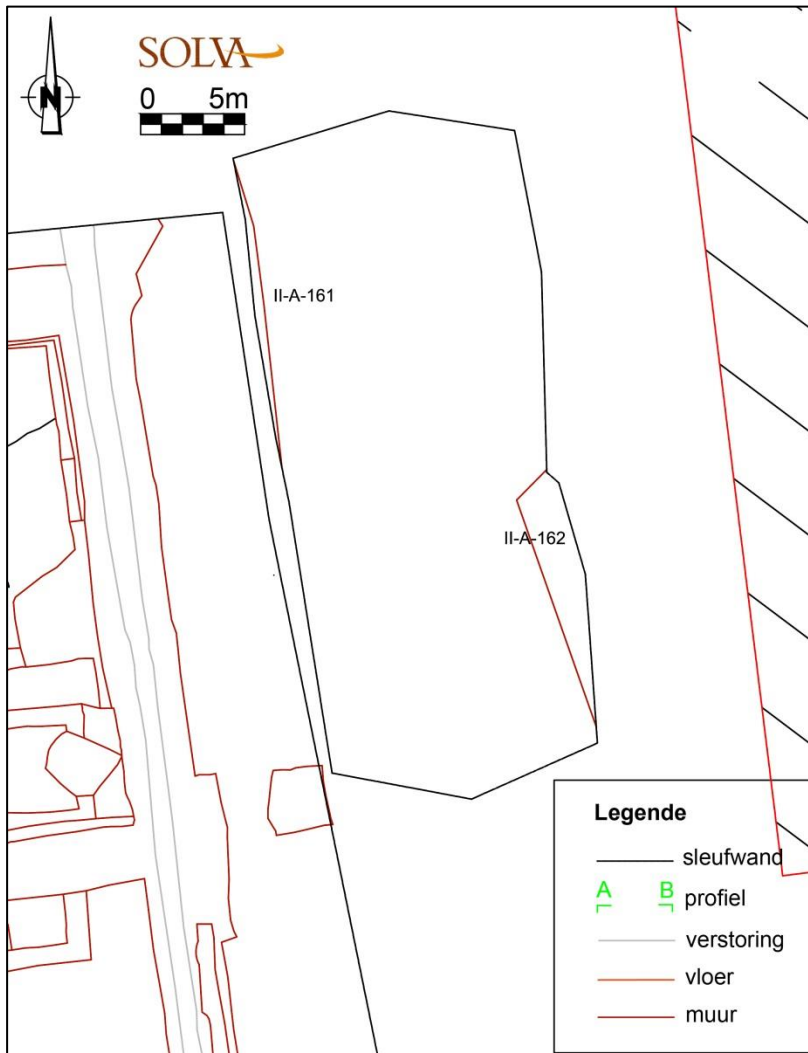 SOLVA
N
0 5m
II-A-161
II-A-162
Legende
sleufwand
A B profiel
verstoring
vloer
muur